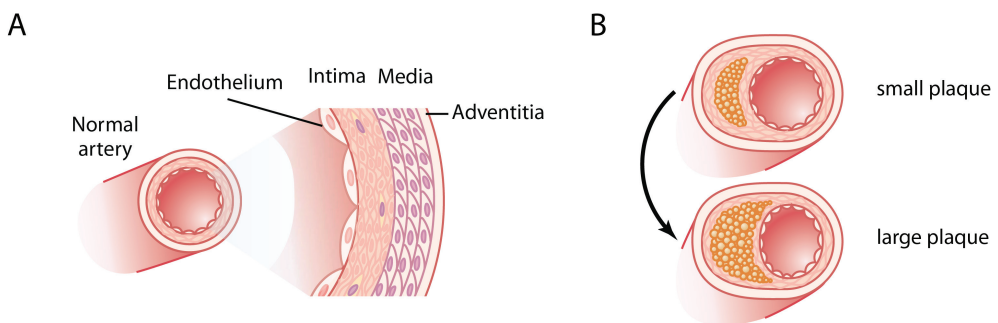 A
B
Endothelium
Intima
Media
Adventitia
Normal
artery
small plaque
large plaque